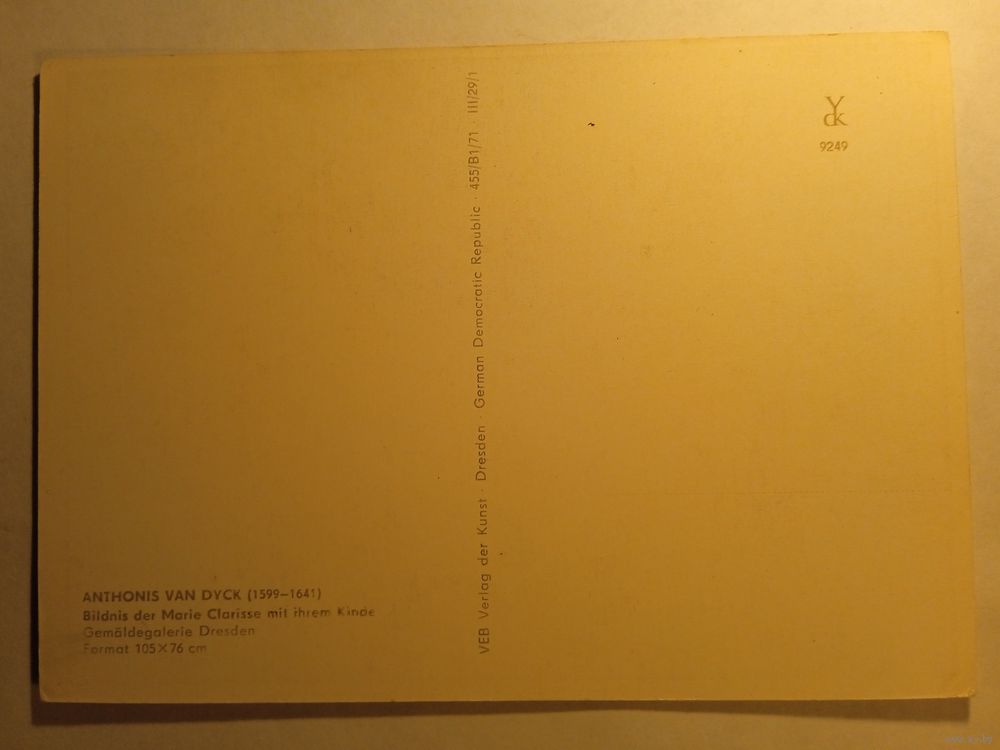 ANTHONIS VAN DYCK (1599–1641)
Bildnis der Marie Clarisse mit ihrem Kinde
Gemäldegalerie Dresden
Format 105×76 cm
VEB Verlag der Kunst · Dresden · German Democratic Republic · 455/B1/71 · III/29/1
V
dk
9249